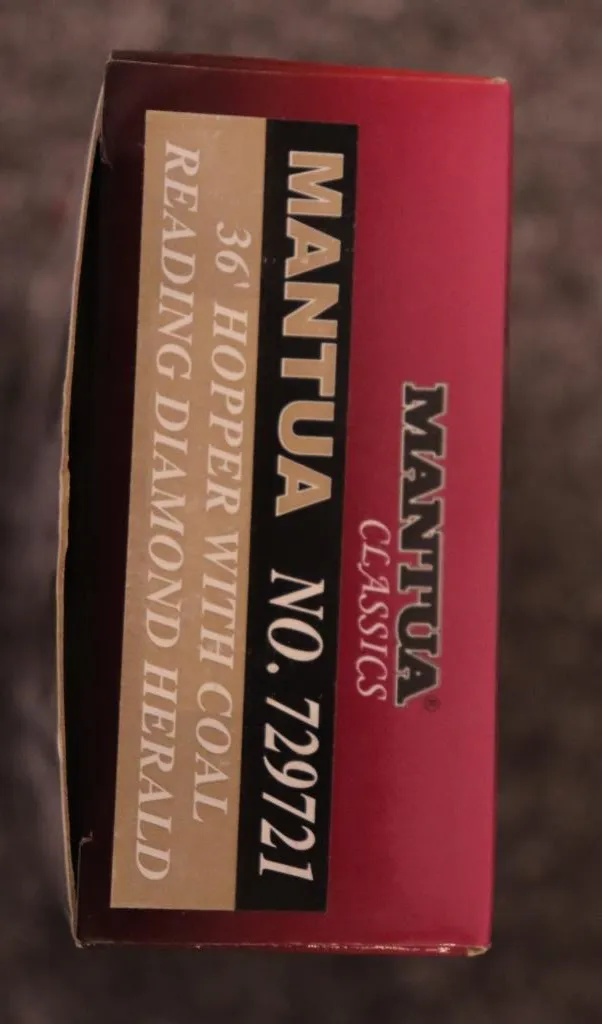 MANTUA®
CLASSICS
MANTUA NO. 729721
36' HOPPER WITH COAL
READING DIAMOND HERALD